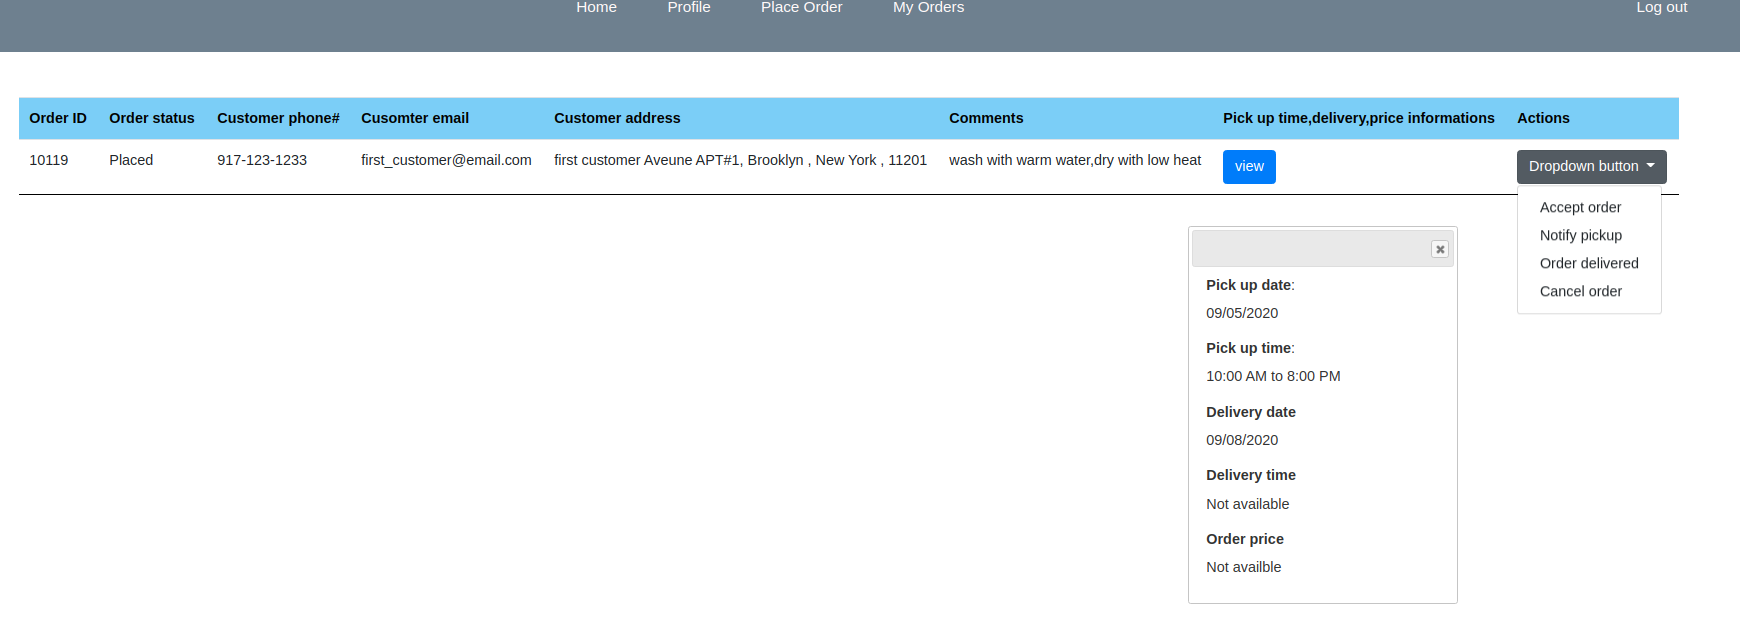 Home Profile Place Order My Orders Log out
Order ID Order status Customer phone# Cusomter email Customer address Comments Pick up time,delivery,price informations Actions
10119 Placed 917-123-1233 first_customer@email.com first customer Aveune APT#1, Brooklyn , New York , 11201 wash with warm water,dry with low heat view Dropdown button
Accept order
Notify pickup
Order delivered
Cancel order
Pick up date:
09/05/2020
Pick up time:
10:00 AM to 8:00 PM
Delivery date
09/08/2020
Delivery time
Not available
Order price
Not availble